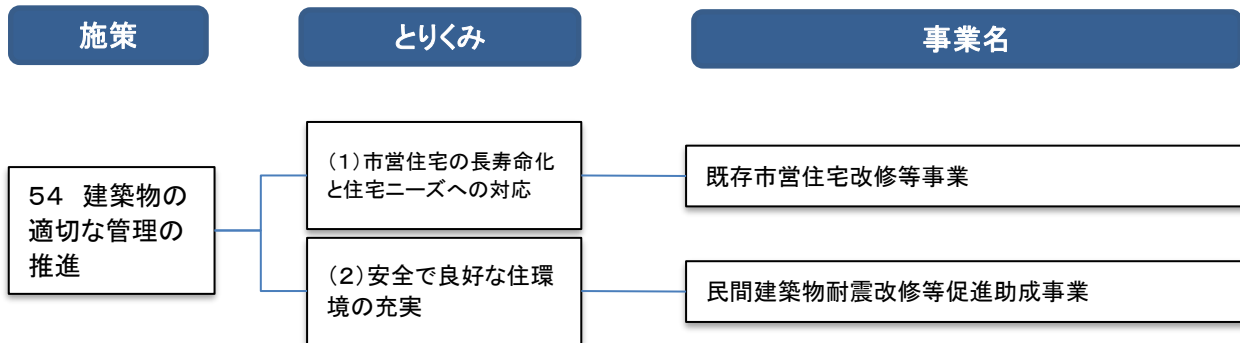 施策
とりくみ
事業名
54 建築物の
適切な管理の
推進
(1)市営住宅の長寿命化
と住宅ニーズへの対応
既存市営住宅改修等事業
(2)安全で良好な住環
境の充実
民間建築物耐震改修等促進助成事業